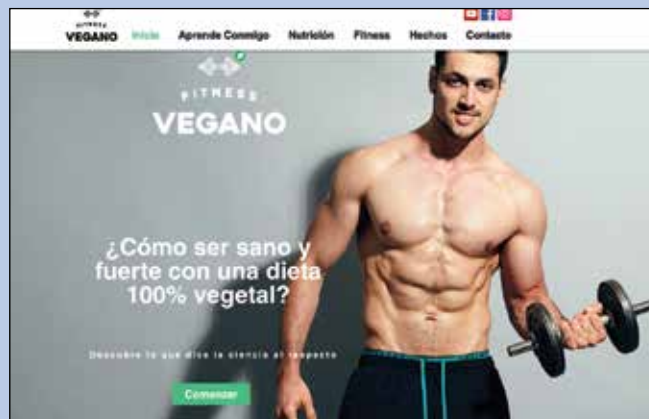 FITNESS
VEGANO
Inicio Aprende Conmigo Nutrición Fitness Hechos Contacto
FITNESS
VEGANO
¿Cómo ser sano y
fuerte con una dieta
100% vegetal?
Descubre lo que dice la ciencia al respecto
Comenzar